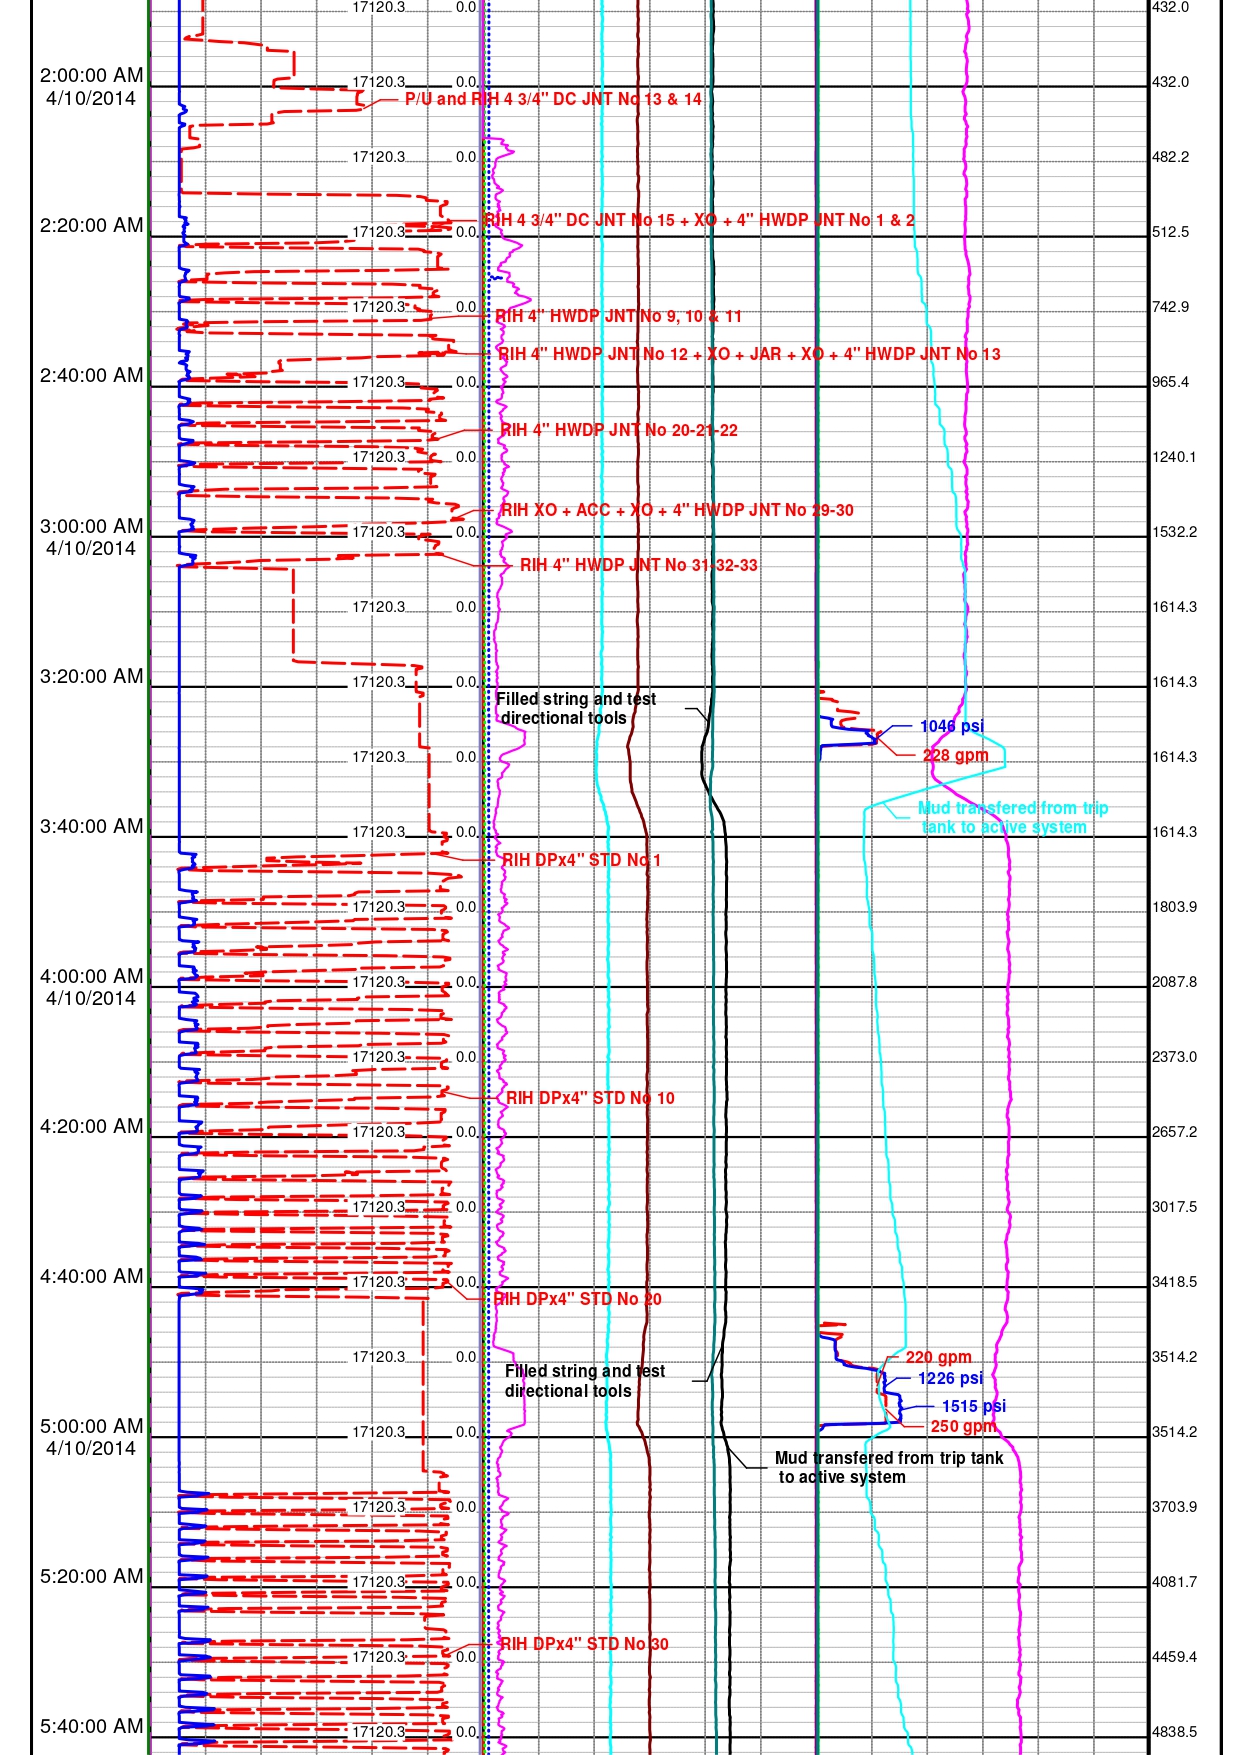 17120.3 0.0 432.0
2:00:00 AM 17120.3 0.0 432.0
4/10/2014
P/U and RIH 4 3/4" DC JNT No 13 & 14
17120.3 0.0 482.2
RIH 4 3/4" DC JNT No 15 + XO + 4" HWDP JNT No 1 & 2
2:20:00 AM 17120.3 0.0 512.5
17120.3 0.0 742.9
RIH 4" HWDP JNT No 9, 10 & 11
RIH 4" HWDP JNT No 12 + XO + JAR + XO + 4" HWDP JNT No 13
2:40:00 AM 17120.3 0.0 965.4
RIH 4" HWDP JNT No 20-21-22
17120.3 0.0 1240.1
RIH XO + ACC + XO + 4" HWDP JNT No 29-30
3:00:00 AM 17120.3 0.0 1532.2
4/10/2014
RIH 4" HWDP JNT No 31-32-33
17120.3 0.0 1614.3
3:20:00 AM 17120.3 0.0 1614.3
Filled string and test
directional tools
1046 psi
228 gpm
17120.3 0.0 1614.3
Mud transfered from trip
tank to active system
3:40:00 AM 17120.3 0.0 1614.3
RIH DPx4" STD No 1
17120.3 0.0 1803.9
4:00:00 AM 17120.3 0.0 2087.8
4/10/2014
17120.3 0.0 2373.0
RIH DPx4" STD No 10
4:20:00 AM 17120.3 0.0 2657.2
17120.3 0.0 3017.5
4:40:00 AM 17120.3 0.0 3418.5
RIH DPx4" STD No 20
220 gpm
17120.3 0.0 3514.2
Filled string and test
directional tools
1226 psi
1515 psi
250 gpm
5:00:00 AM 17120.3 0.0 3514.2
4/10/2014
Mud transfered from trip tank
to active system
17120.3 0.0 3703.9
5:20:00 AM 17120.3 0.0 4081.7
RIH DPx4" STD No 30
17120.3 0.0 4459.4
5:40:00 AM 17120.3 0.0 4838.5